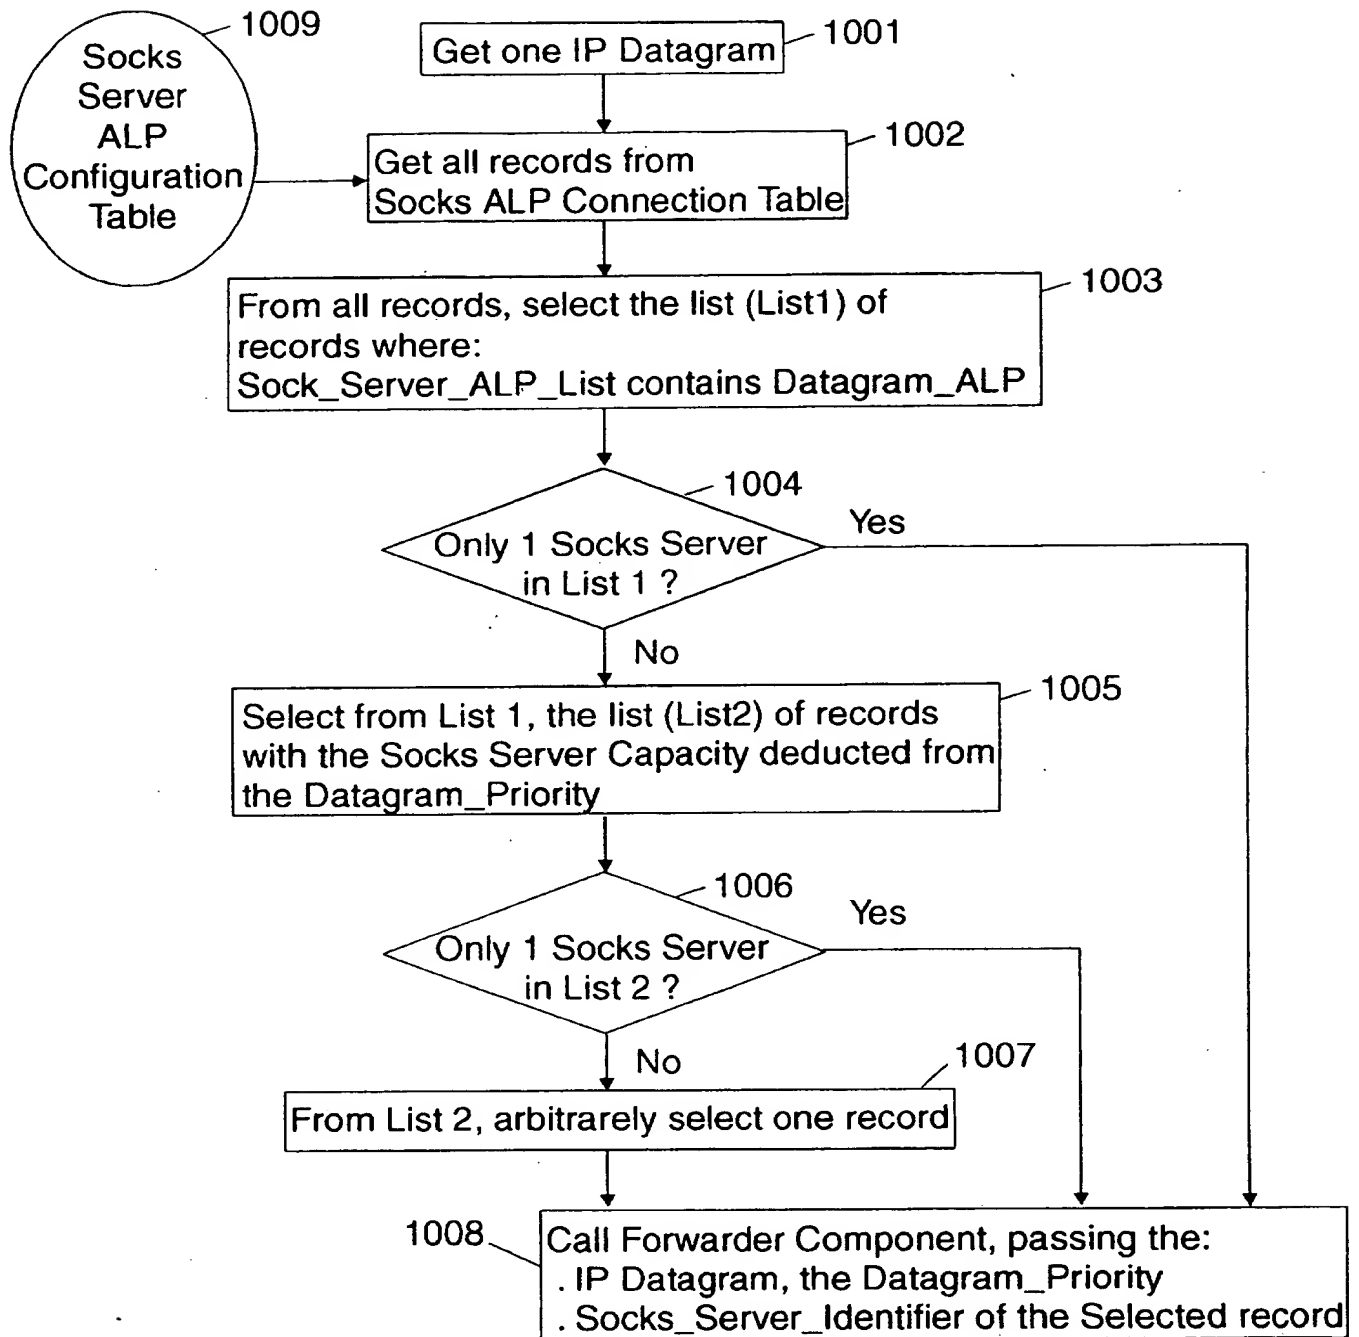 1009
Socks
Server
ALP
Configuration
Table
Get one IP Datagram
1001
1002
Get all records from
Socks ALP Connection Table
1003
From all records, select the list (List1) of
records where:
Sock_Server_ALP_List contains Datagram_ALP
1004
Only 1 Socks Server
in List 1 ?
Yes
No
1005
Select from List 1, the list (List2) of records
with the Socks Server Capacity deducted from
the Datagram_Priority
1006
Only 1 Socks Server
in List 2 ?
Yes
No
1007
From List 2, arbitrarely select one record
1008
Call Forwarder Component, passing the:
. IP Datagram, the Datagram_Priority
. Socks_Server_Identifier of the Selected record